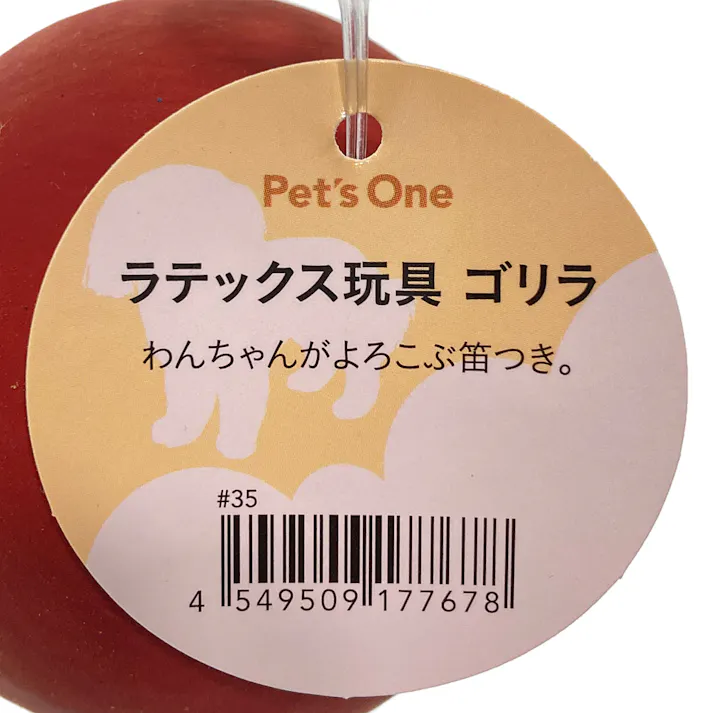 Pet's One
ラテックス玩具 ゴリラ
わんちゃんがよろこぶ笛つき。
#35
4 549509 177678